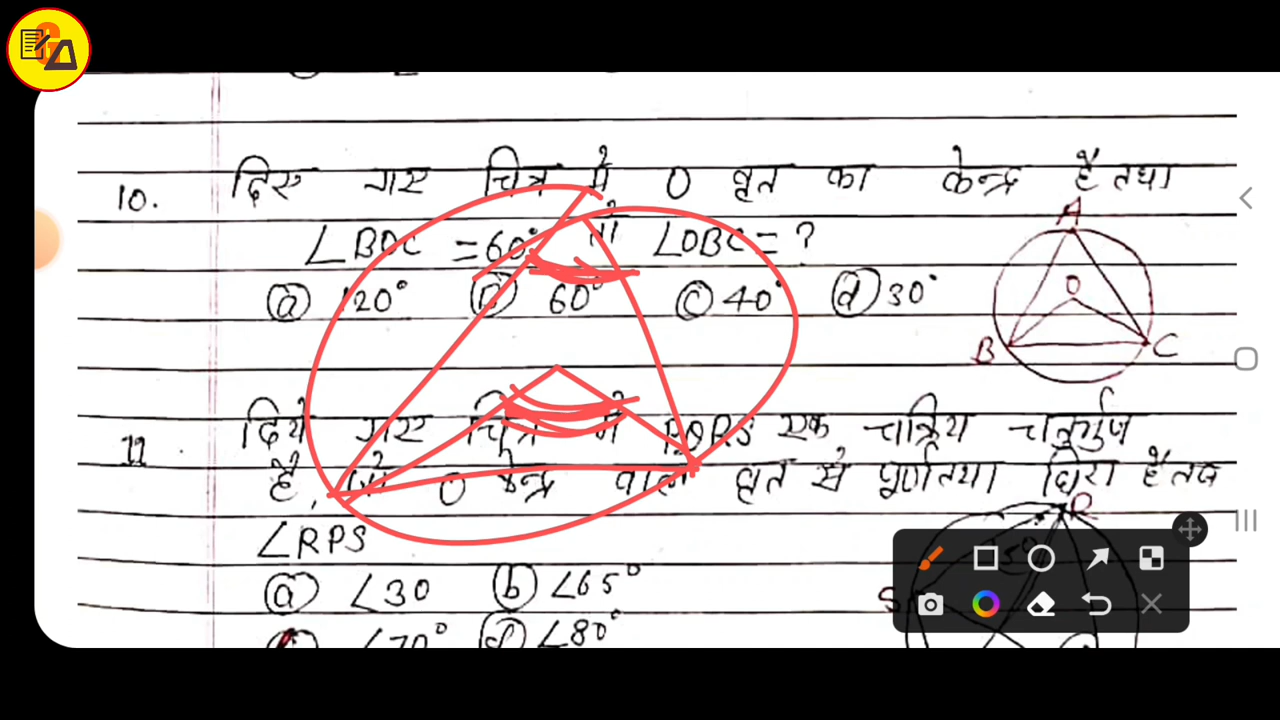 10. दिए गए चित्र में O वृत का केन्द्र है तथा
∠BOC = 60° तो ∠OBC = ?
ⓐ 120° ⓑ 60° ⓒ 40° ⓓ 30°
A
O
B C
11. दिये गए चित्र में PQRS एक चक्रिय चतुर्भुज
है, जो O केन्द्र वाले वृत से पूर्णतया घिरा है तब
∠RPS
R
ⓐ ∠30 ⓑ ∠65°
S
∠70° ⓓ ∠80°